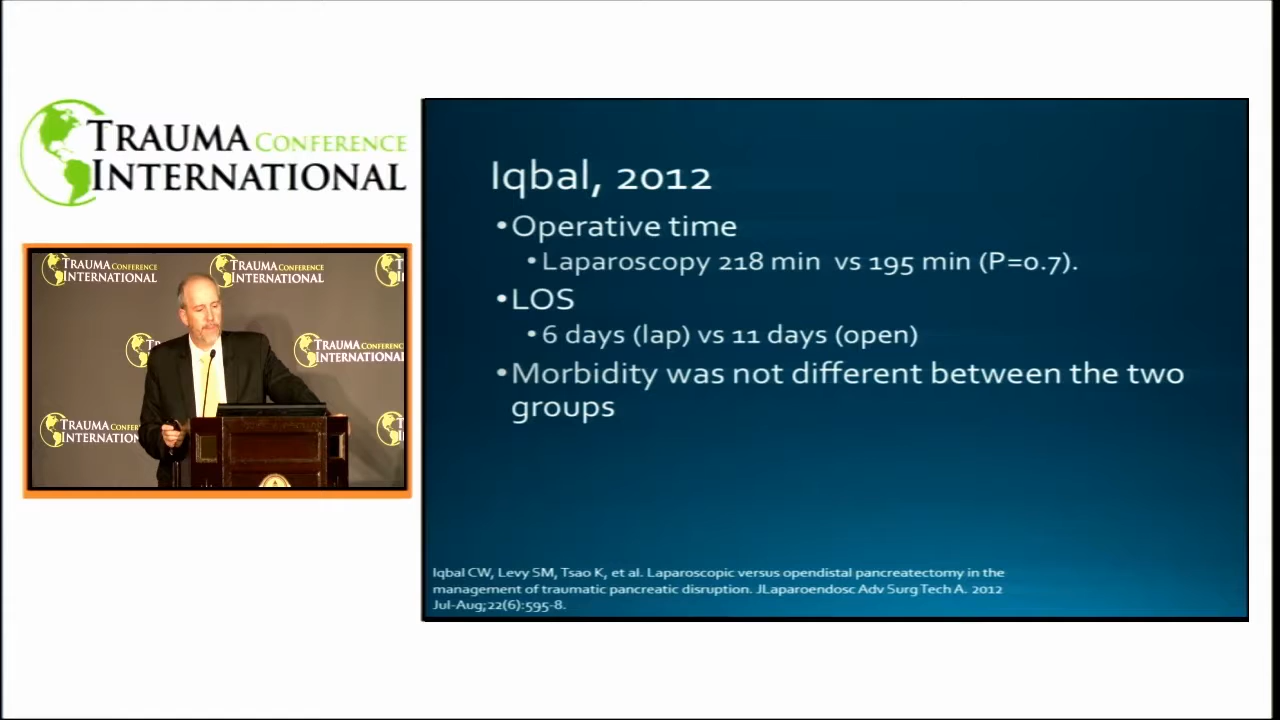 TRAUMA CONFERENCE
INTERNATIONAL
Iqbal, 2012
•Operative time
•Laparoscopy 218 min vs 195 min (P=0.7).
•LOS
•6 days (lap) vs 11 days (open)
•Morbidity was not different between the two
groups
Iqbal CW, Levy SM, Tsao K, et al. Laparoscopic versus opendistal pancreatectomy in the
management of traumatic pancreatic disruption. JLaparoendosc Adv Surg Tech A. 2012
Jul-Aug;22(6):595-8.
TRAUMA CONFERENCE
INTERNATIONAL
TRAUMA CONFERENCE
INTERNATIONAL
TRAUMA CONFERENCE
INTERNATIONAL
TRAUMA CONFER
INTERNATIONA